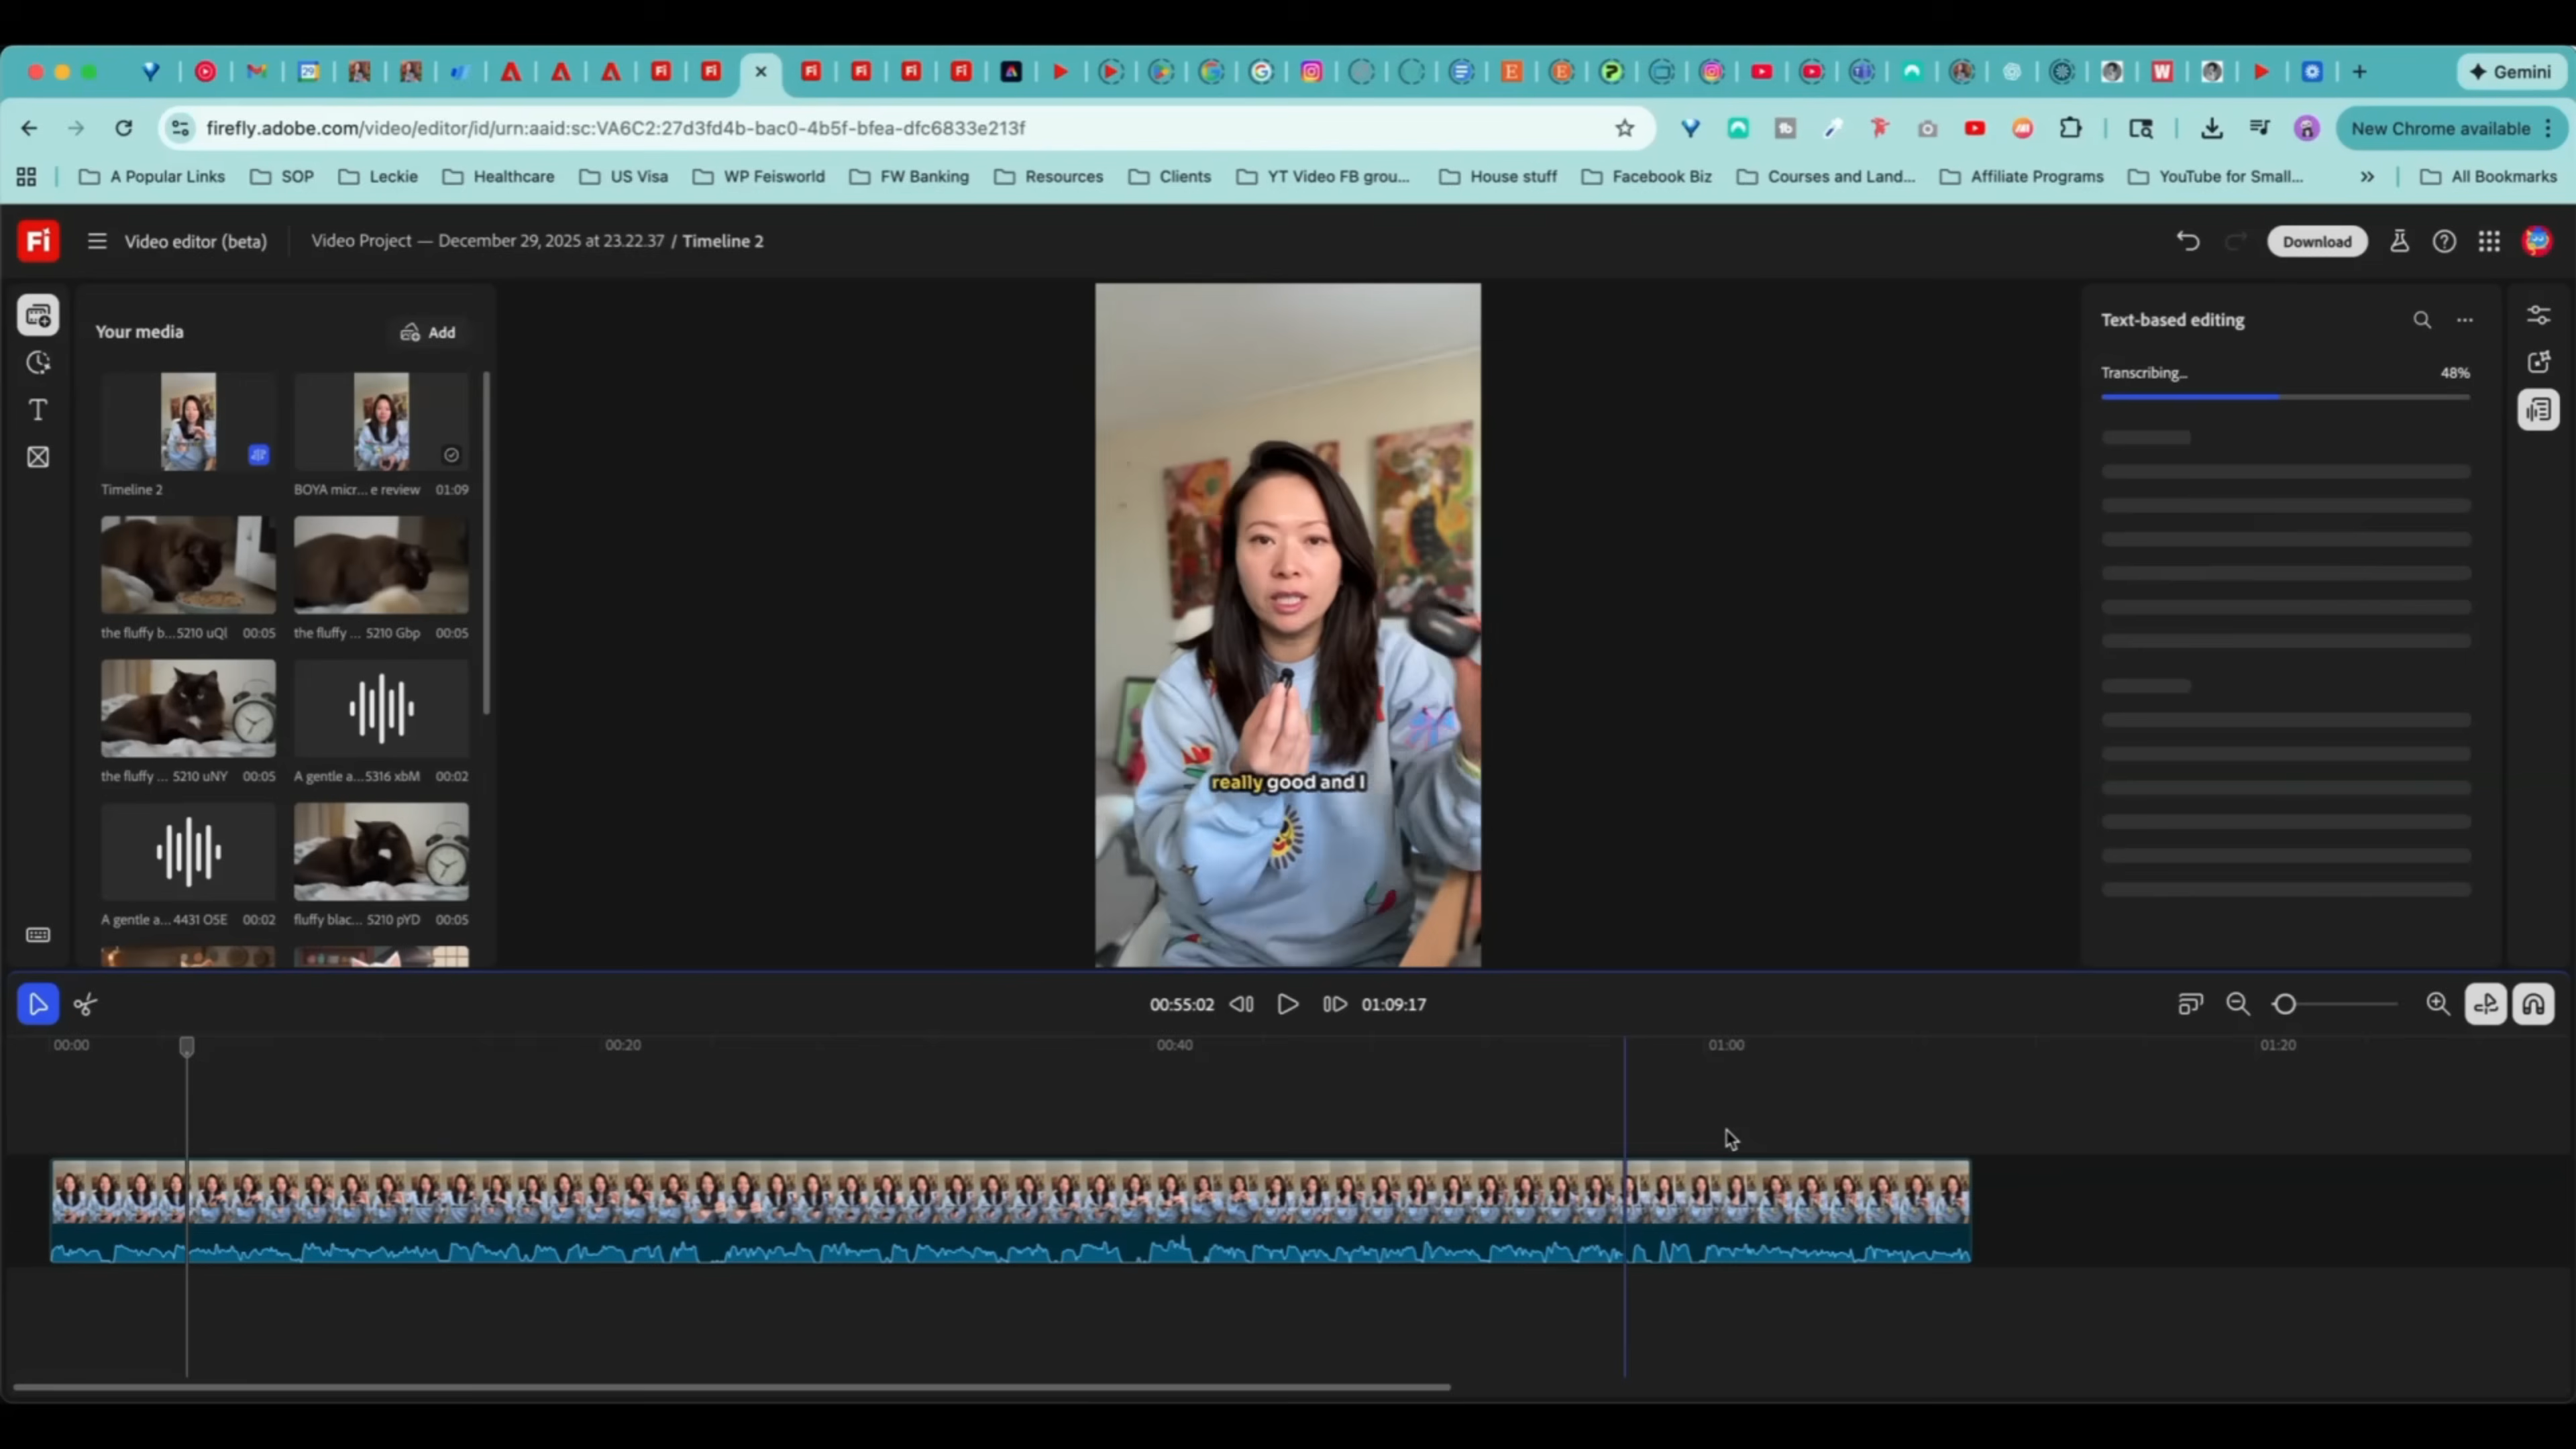 Gemini
firefly.adobe.com/video/editor/id/urn:aaid:sc:VA6C2:27d3fd4b-bac0-4b5f-bfea-dfc6833e213f
New Chrome available
A Popular Links
SOP
Leckie
Healthcare
US Visa
WP Feisworld
FW Banking
Resources
Clients
YT Video FB grou...
House stuff
Facebook Biz
Courses and Land...
Affiliate Programs
YouTube for Small...
All Bookmarks
Fi
Video editor (beta)
Video Project — December 29, 2025 at 23.22.37 / Timeline 2
Download
Your media
Add
Timeline 2
BOYA micr... e review 01:09
the fluffy b...5210 uQl 00:05
the fluffy ... 5210 Gbp 00:05
the fluffy ... 5210 uNY 00:05
A gentle a...5316 xbM 00:02
A gentle a... 4431 O5E 00:02
fluffy blac... 5210 pYD 00:05
really good and I
Text-based editing
Transcribing... 48%
00:55:02
01:09:17
00:00
00:20
00:40
01:00
01:20